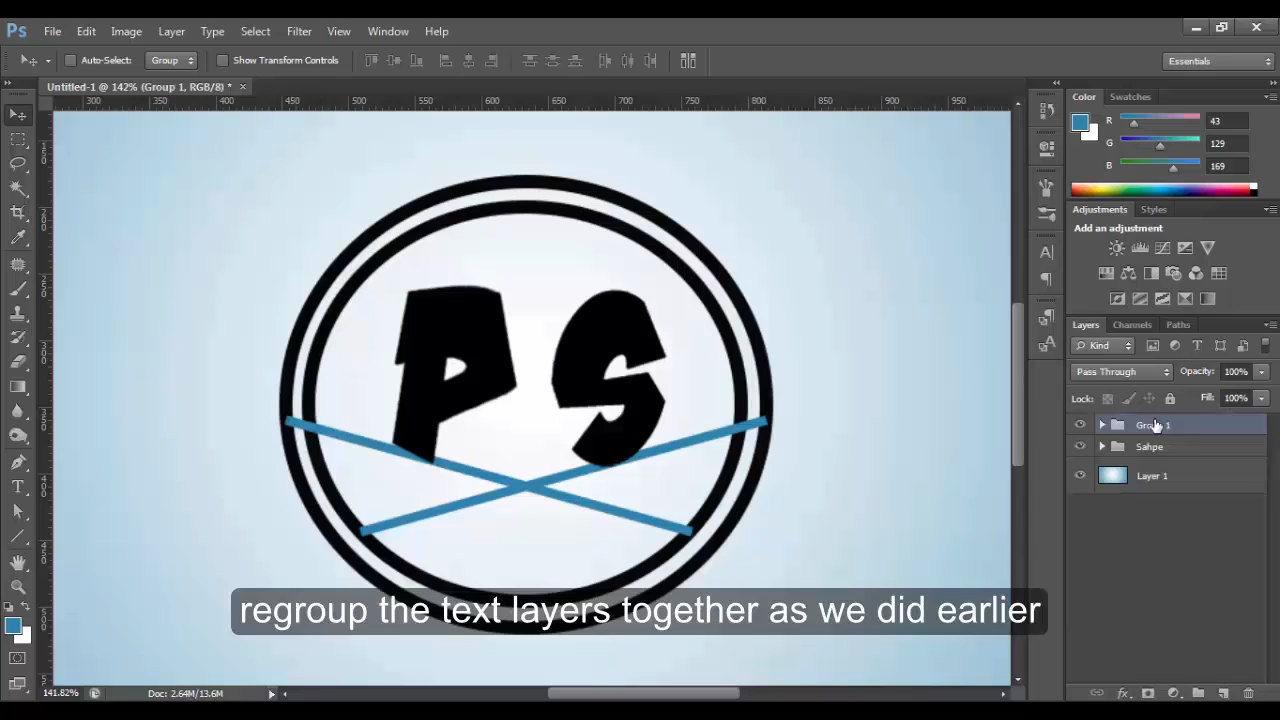 Ps File Edit Image Layer Type Select Filter View Window Help
Auto-Select: Group Show Transform Controls Essentials
Untitled-1 @ 142% (Group 1, RGB/8) * ×
300 350 400 450 500 550 600 650 700 750 800 850 900 950
Color Swatches
R 43
G 129
B 169
Adjustments Styles
Add an adjustment
Layers Channels Paths
Kind
Pass Through Opacity: 100%
Lock: Fill: 100%
Group 1
Sahpe
Layer 1
PS
regroup the text layers together as we did earlier
141.82% Doc: 2.64M/13.6M